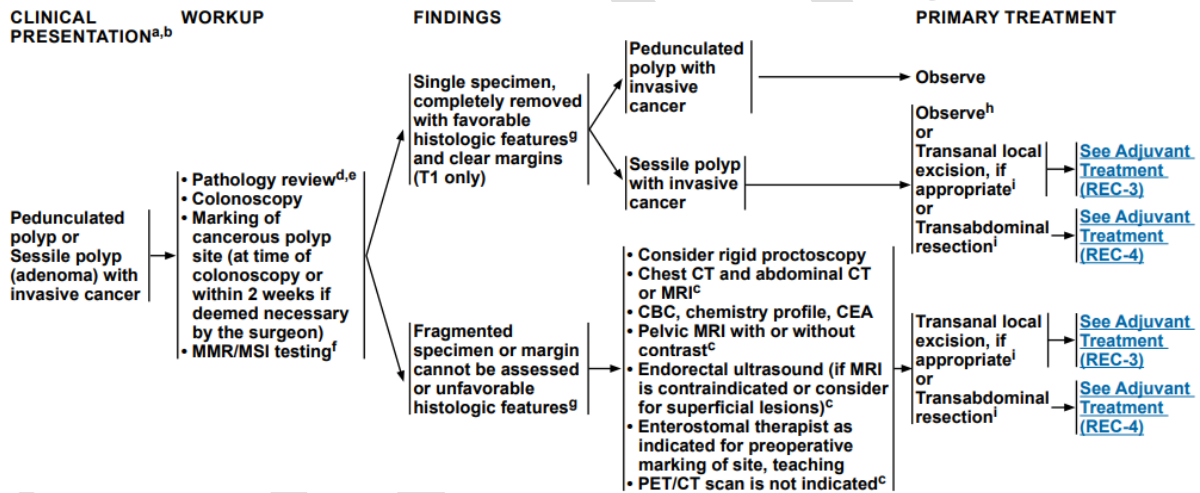 CLINICAL
PRESENTATIONa,b
WORKUP
FINDINGS
PRIMARY TREATMENT
Pedunculated
polyp or
Sessile polyp
(adenoma) with
invasive cancer
• Pathology reviewd,e
• Colonoscopy
• Marking of
cancerous polyp
site (at time of
colonoscopy or
within 2 weeks if
deemed necessary
by the surgeon)
• MMR/MSI testingf
Single specimen,
completely removed
with favorable
histologic featuresg
and clear margins
(T1 only)
Pedunculated
polyp with
invasive
cancer
Observe
Sessile polyp
with invasive
cancer
Observeh
or
Transanal local
excision, if
appropriatei
or
Transabdominal
resectioni
See Adjuvant
Treatment
(REC-3)
See Adjuvant
Treatment
(REC-4)
Fragmented
specimen or margin
cannot be assessed
or unfavorable
histologic featuresg
• Consider rigid proctoscopy
• Chest CT and abdominal CT
or MRIc
• CBC, chemistry profile, CEA
• Pelvic MRI with or without
contrastc
• Endorectal ultrasound (if MRI
is contraindicated or consider
for superficial lesions)c
• Enterostomal therapist as
indicated for preoperative
marking of site, teaching
• PET/CT scan is not indicatedc
Transanal local
excision, if
appropriatei
or
Transabdominal
resectioni
See Adjuvant
Treatment
(REC-3)
See Adjuvant
Treatment
(REC-4)